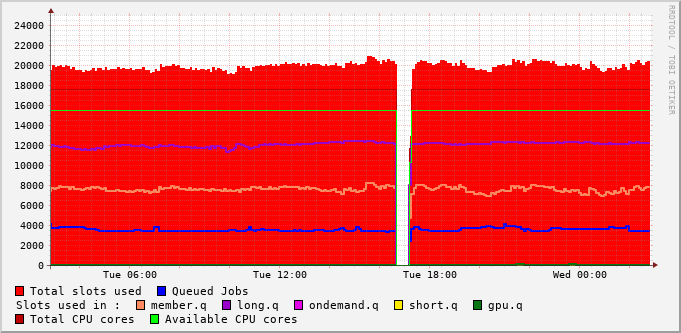 24000
22000
20000
18000
16000
14000
12000
10000
8000
6000
4000
2000
0
Tue 06:00 Tue 12:00 Tue 18:00 Wed 00:00
Total slots used Queued Jobs
Slots used in : member.q long.q ondemand.q short.q gpu.q
Total CPU cores Available CPU cores
RRDTOOL / TOBI OETIKER